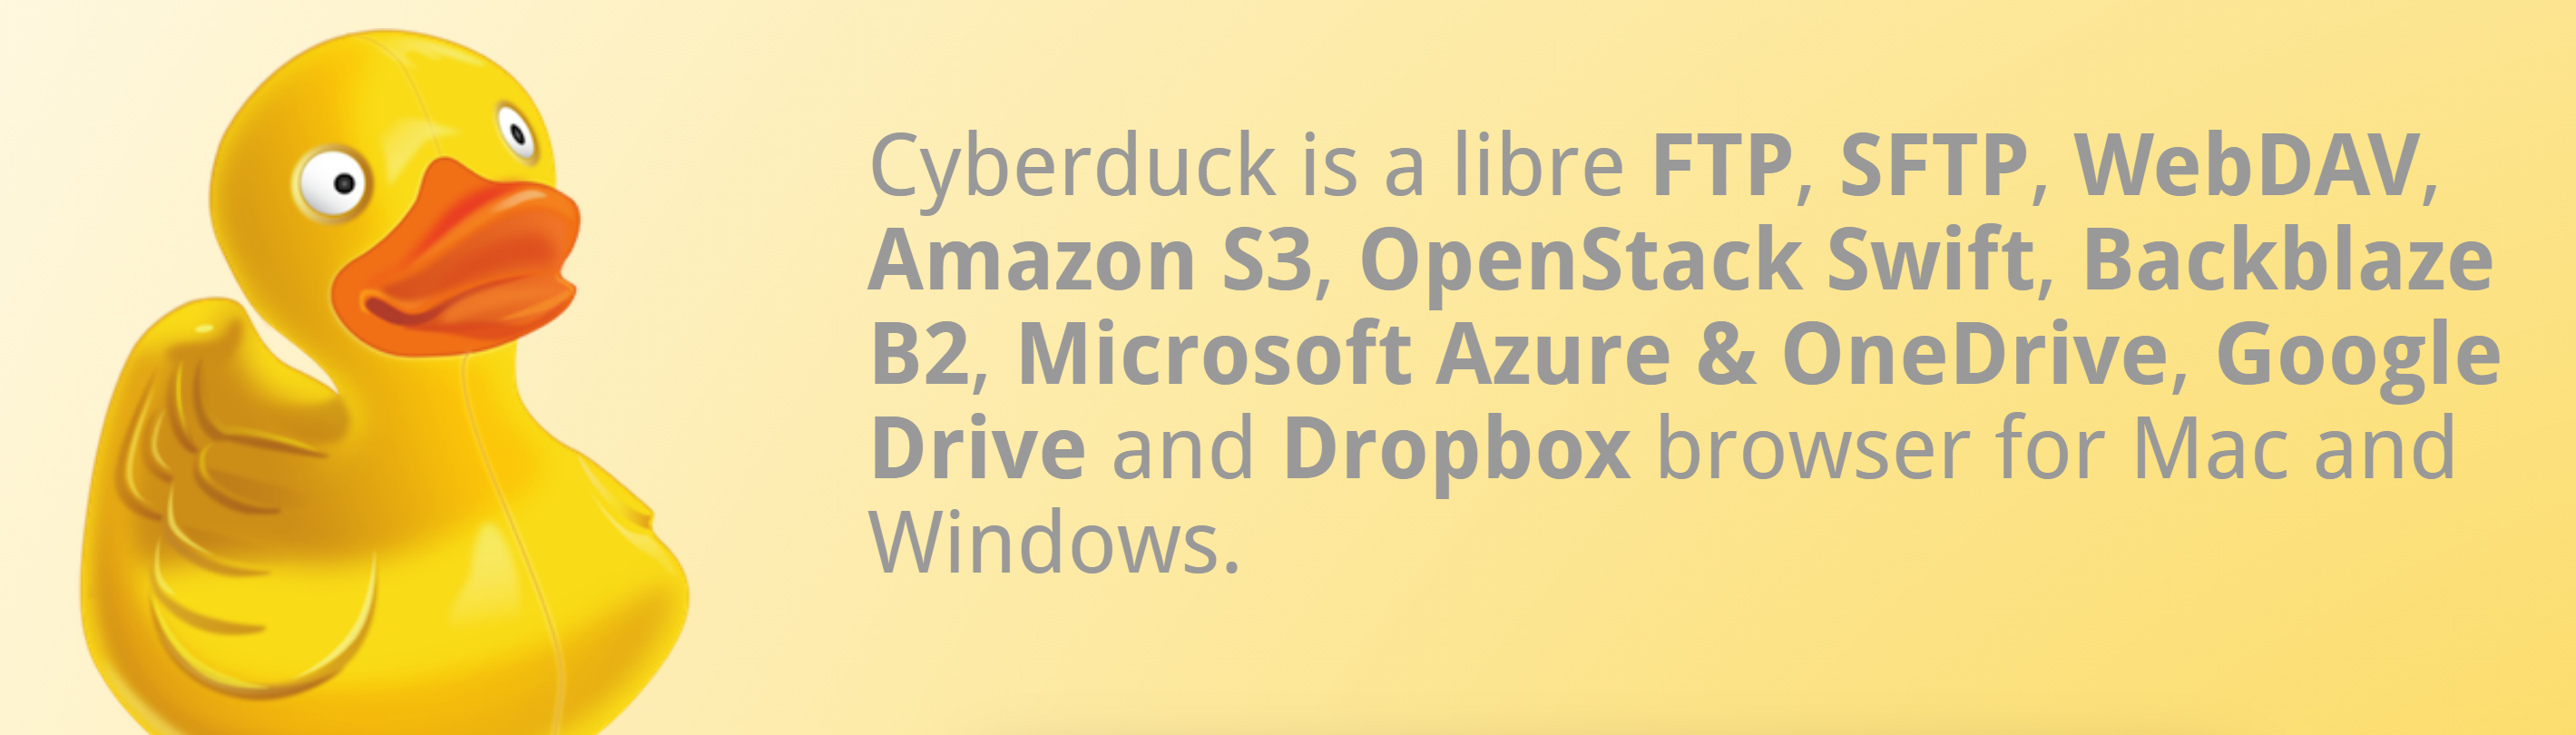 Cyberduck is a libre FTP, SFTP, WebDAV,
Amazon S3, OpenStack Swift, Backblaze
B2, Microsoft Azure & OneDrive, Google
Drive and Dropbox browser for Mac and
Windows.